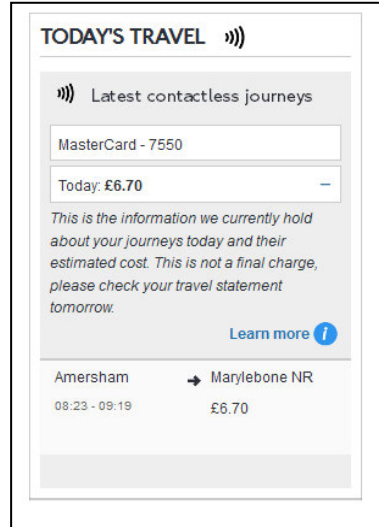 TODAY'S TRAVEL
Latest contactless journeys
MasterCard - 7550
Today: £6.70
This is the information we currently hold
about your journeys today and their
estimated cost. This is not a final charge,
please check your travel statement
tomorrow.
Learn more i
Amersham → Marylebone NR
08:23 - 09:19 £6.70